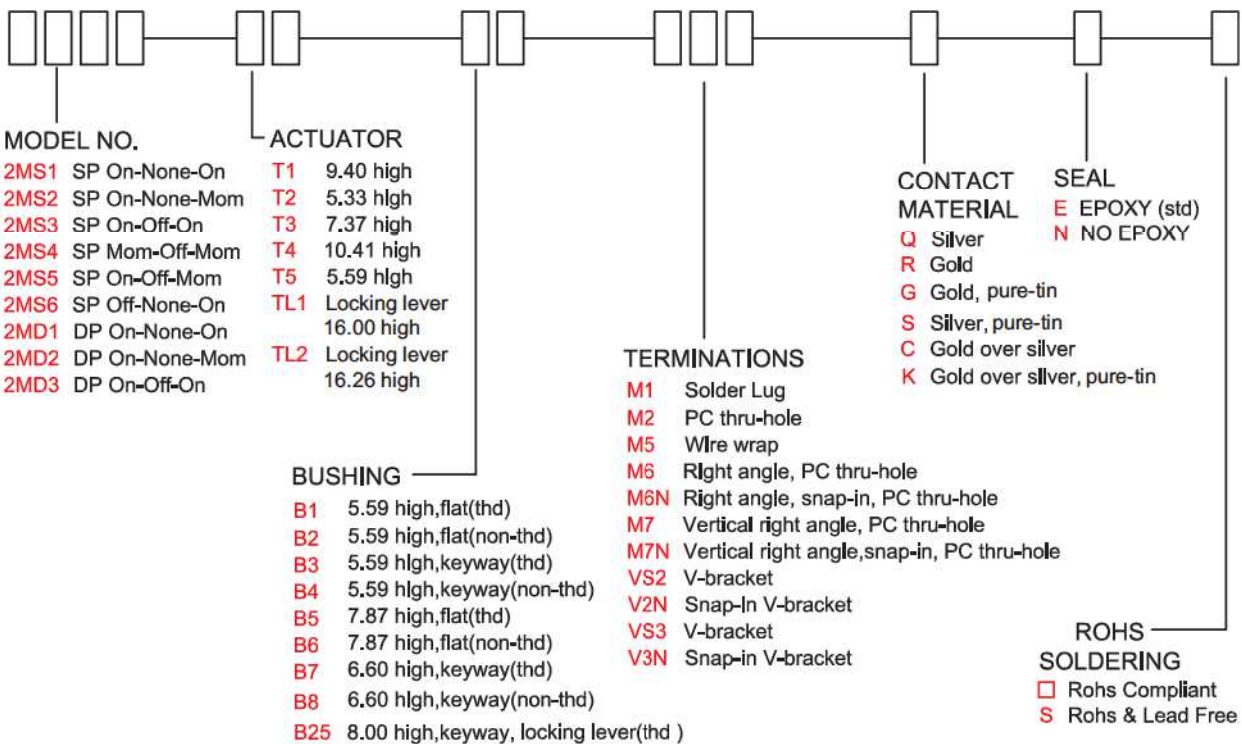 MODEL NO.
2MS1 SP On-None-On
2MS2 SP On-None-Mom
2MS3 SP On-Off-On
2MS4 SP Mom-Off-Mom
2MS5 SP On-Off-Mom
2MS6 SP Off-None-On
2MD1 DP On-None-On
2MD2 DP On-None-Mom
2MD3 DP On-Off-On
ACTUATOR
T1 9.40 high
T2 5.33 high
T3 7.37 high
T4 10.41 high
T5 5.59 high
TL1 Locking lever
16.00 high
TL2 Locking lever
16.26 high
BUSHING
B1 5.59 high,flat(thd)
B2 5.59 high,flat(non-thd)
B3 5.59 high,keyway(thd)
B4 5.59 high,keyway(non-thd)
B5 7.87 high,flat(thd)
B6 7.87 high,flat(non-thd)
B7 6.60 high,keyway(thd)
B8 6.60 high,keyway(non-thd)
B25 8.00 high,keyway, locking lever(thd )
TERMINATIONS
M1 Solder Lug
M2 PC thru-hole
M5 Wire wrap
M6 Right angle, PC thru-hole
M6N Right angle, snap-in, PC thru-hole
M7 Vertical right angle, PC thru-hole
M7N Vertical right angle,snap-in, PC thru-hole
VS2 V-bracket
V2N Snap-in V-bracket
VS3 V-bracket
V3N Snap-in V-bracket
CONTACT
MATERIAL
Q Silver
R Gold
G Gold, pure-tin
S Silver, pure-tin
C Gold over silver
K Gold over silver, pure-tin
SEAL
E EPOXY (std)
N NO EPOXY
ROHS
SOLDERING
Rohs Compliant
S Rohs & Lead Free